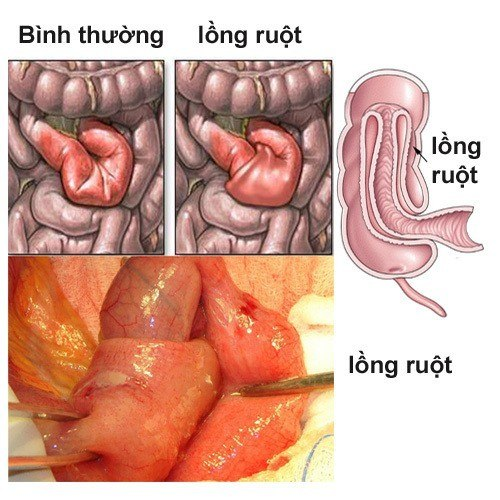 Bình thường
lồng ruột
lồng
ruột
lồng ruột